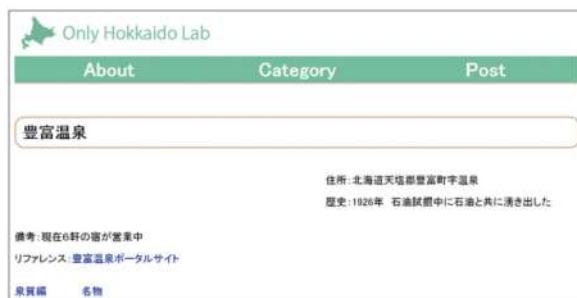 Only Hokkaido Lab
About Category Post
豊富温泉
住所：北海道天塩郡豊富町字温泉
歴史：1926年 石油試掘中に石油と共に湧き出した
備考：現在6軒の宿が営業中
リファレンス：豊富温泉ポータルサイト
泉質編 名物